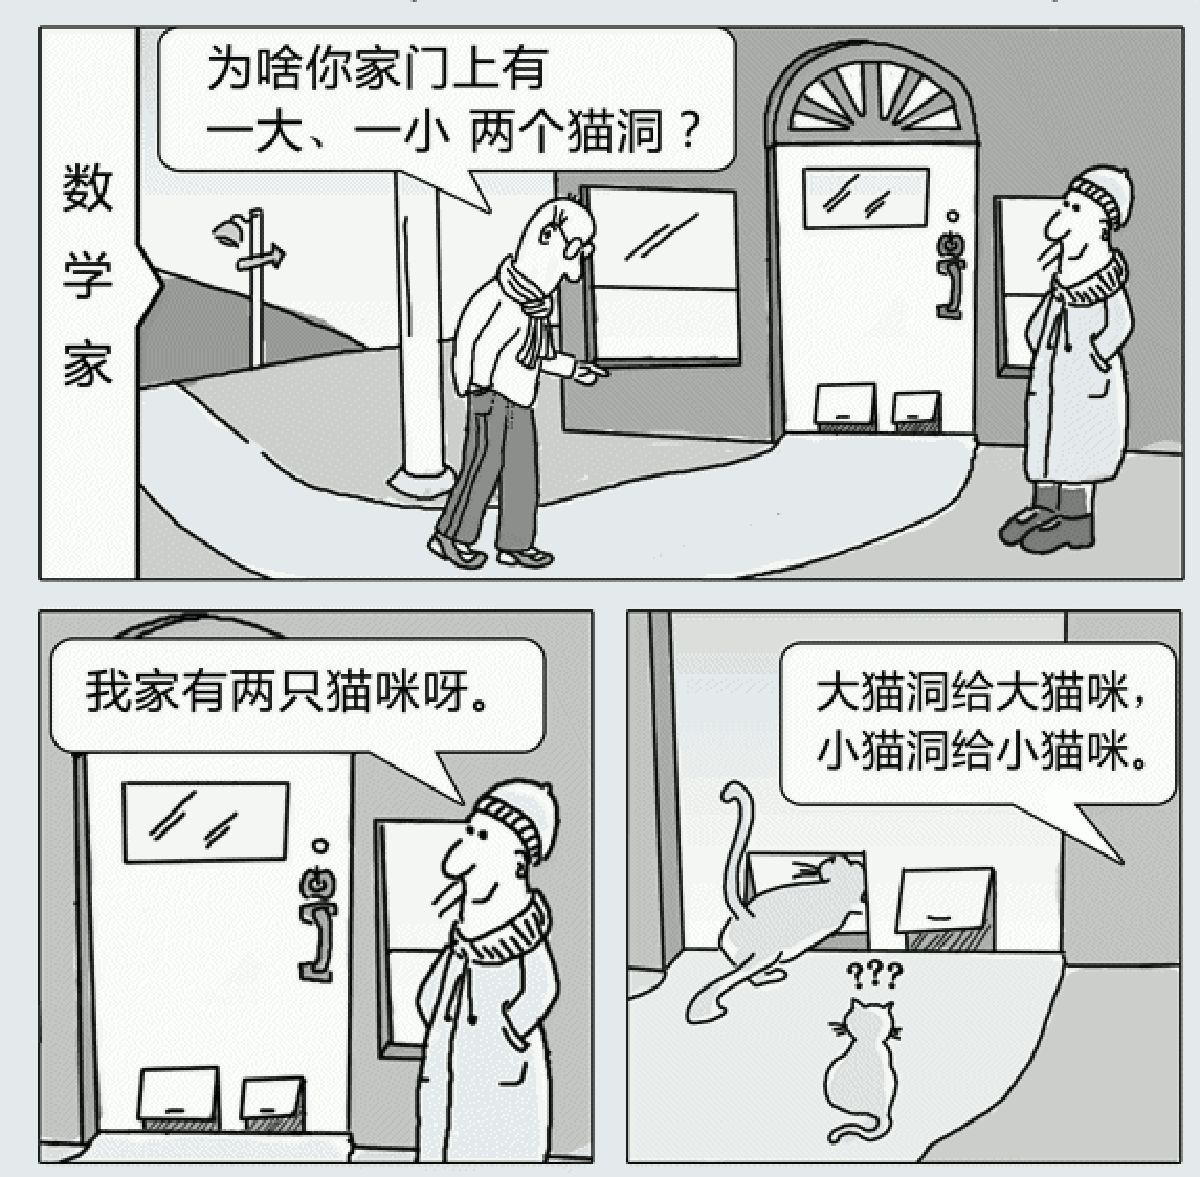 数学家
为啥你家门上有
一大、一小 两个猫洞？
我家有两只猫咪呀。
大猫洞给大猫咪，
小猫洞给小猫咪。
???